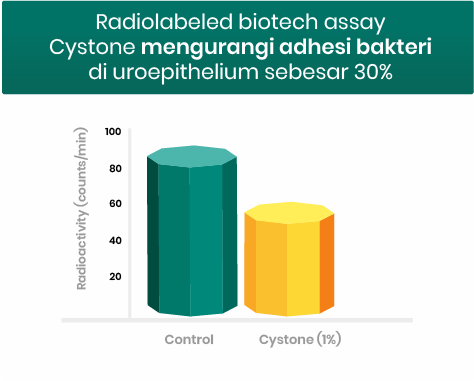 Radiolabeled biotech assay
Cystone mengurangi adhesi bakteri
di uroepithelium sebesar 30%
Radioactivity (counts/min)
100
80
60
40
20
Control
Cystone (1%)